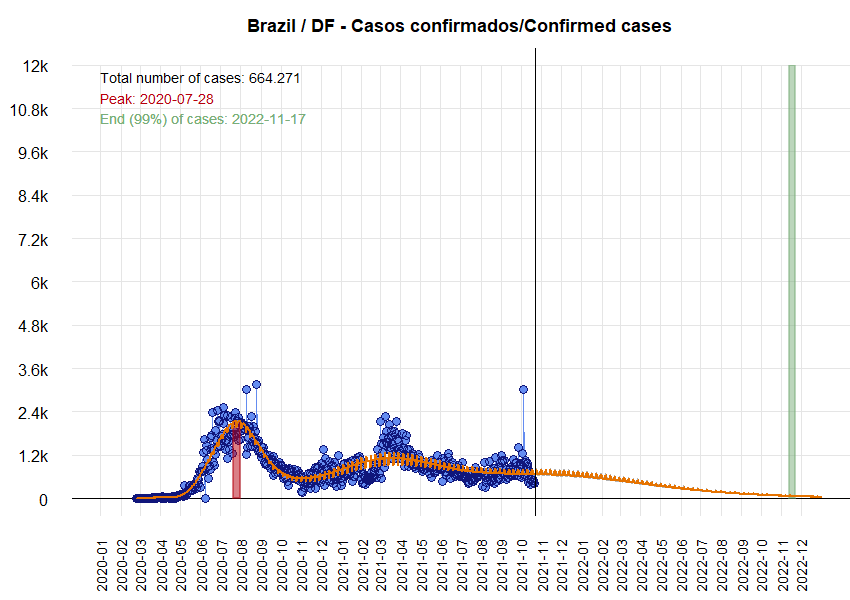 Brazil / DF - Casos confirmados/Confirmed cases
12k
Total number of cases: 664.271
Peak: 2020-07-28
10.8k
End (99%) of cases: 2022-11-17
9.6k
8.4k
7.2k
6k
4.8k
3.6k
2.4k
1.2k
0
2020-01
2020-02
2020-03
2020-04
2020-05
2020-06
2020-07
2020-08
2020-09
2020-10
2020-11
2020-12
2021-01
2021-02
2021-03
2021-04
2021-05
2021-06
2021-07
2021-08
2021-09
2021-10
2021-11
2021-12
2022-01
2022-02
2022-03
2022-04
2022-05
2022-06
2022-07
2022-08
2022-09
2022-10
2022-11
2022-12